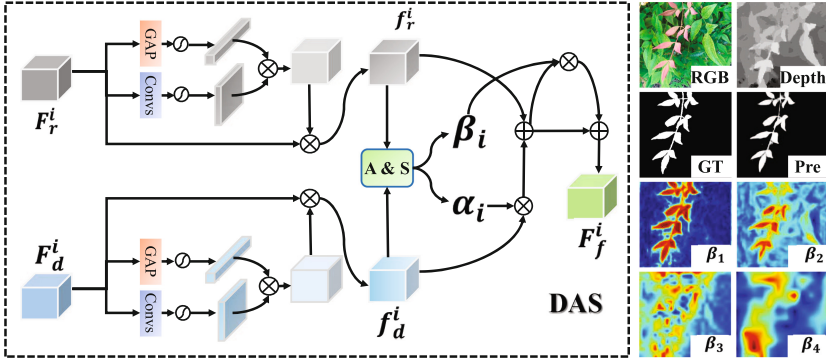 F_r^i
GAP
Convs
f_r^i
A & S
β_i
α_i
F_f^i
F_d^i
GAP
Convs
f_d^i
DAS
RGB
Depth
GT
Pre
β_1
β_2
β_3
β_4